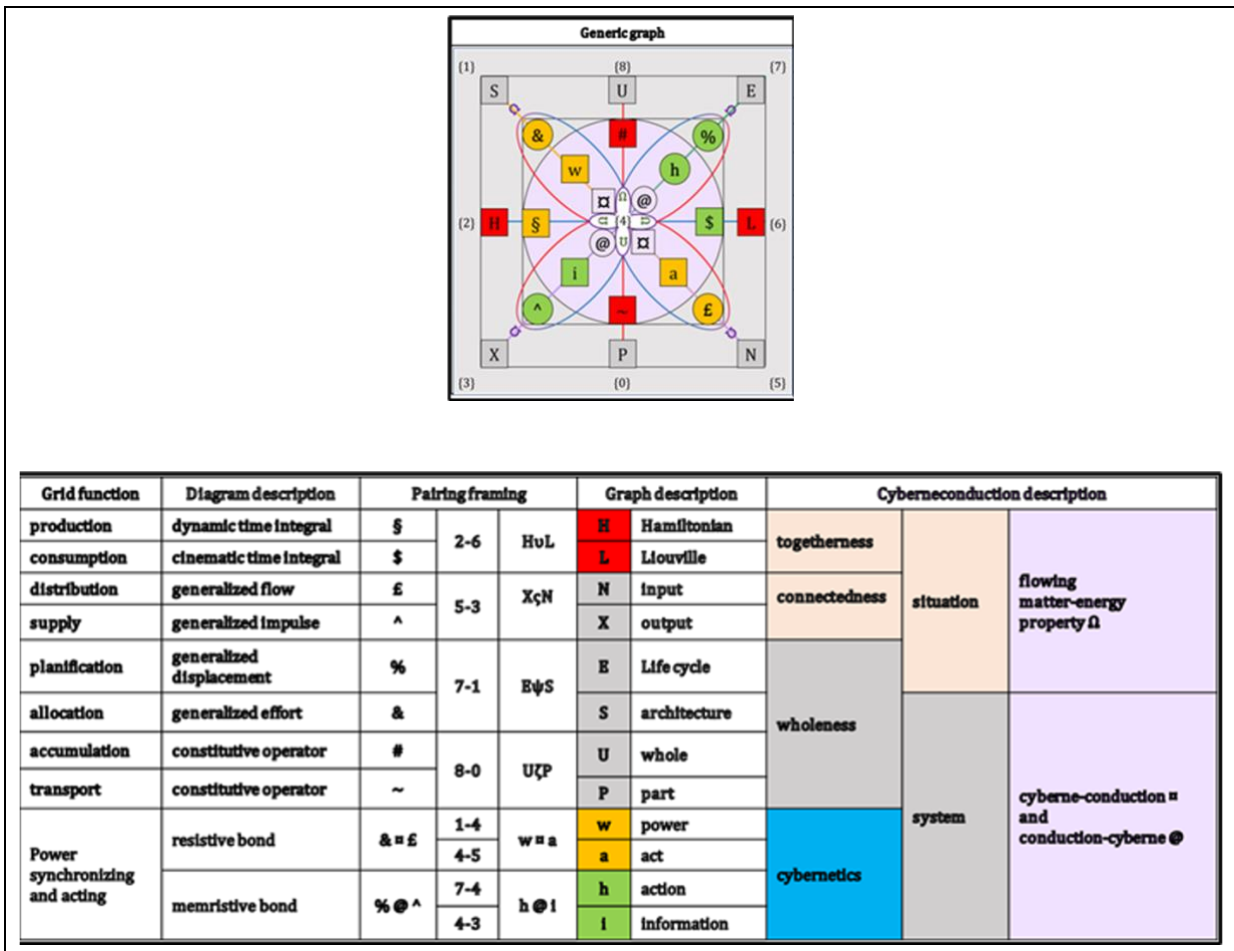 Generic graph
{1} {8} {7}
S U E
& # %
w h
¤ Ω @
{2} H § ʊ {4} ʊ $ L {6}
@ ʊ ¤
i a
^ ~ £
X P N
{3} {0} {5}
Grid function Diagram description Pairing framing Graph description Cyberneconduction description
production dynamic time integral § 2-6 HυL H Hamiltonian togetherness situation flowing matter-energy property Ω
consumption cinematic time integral $ L Liouville
distribution generalized flow £ 5-3 XςN N input connectedness
supply generalized impulse ^ X output
planification generalized displacement % 7-1 EψS E Life cycle wholeness
allocation generalized effort & S architecture system cyberne-conduction ¤ and conduction-cyberne @
accumulation constitutive operator # 8-0 UζP U whole
transport constitutive operator ~ P part
Power synchronizing and acting resistive bond & ¤ £ 1-4 w ¤ a w power cybernetics
4-5 a act
memristive bond % @ ^ 7-4 h @ i h action
4-3 i information